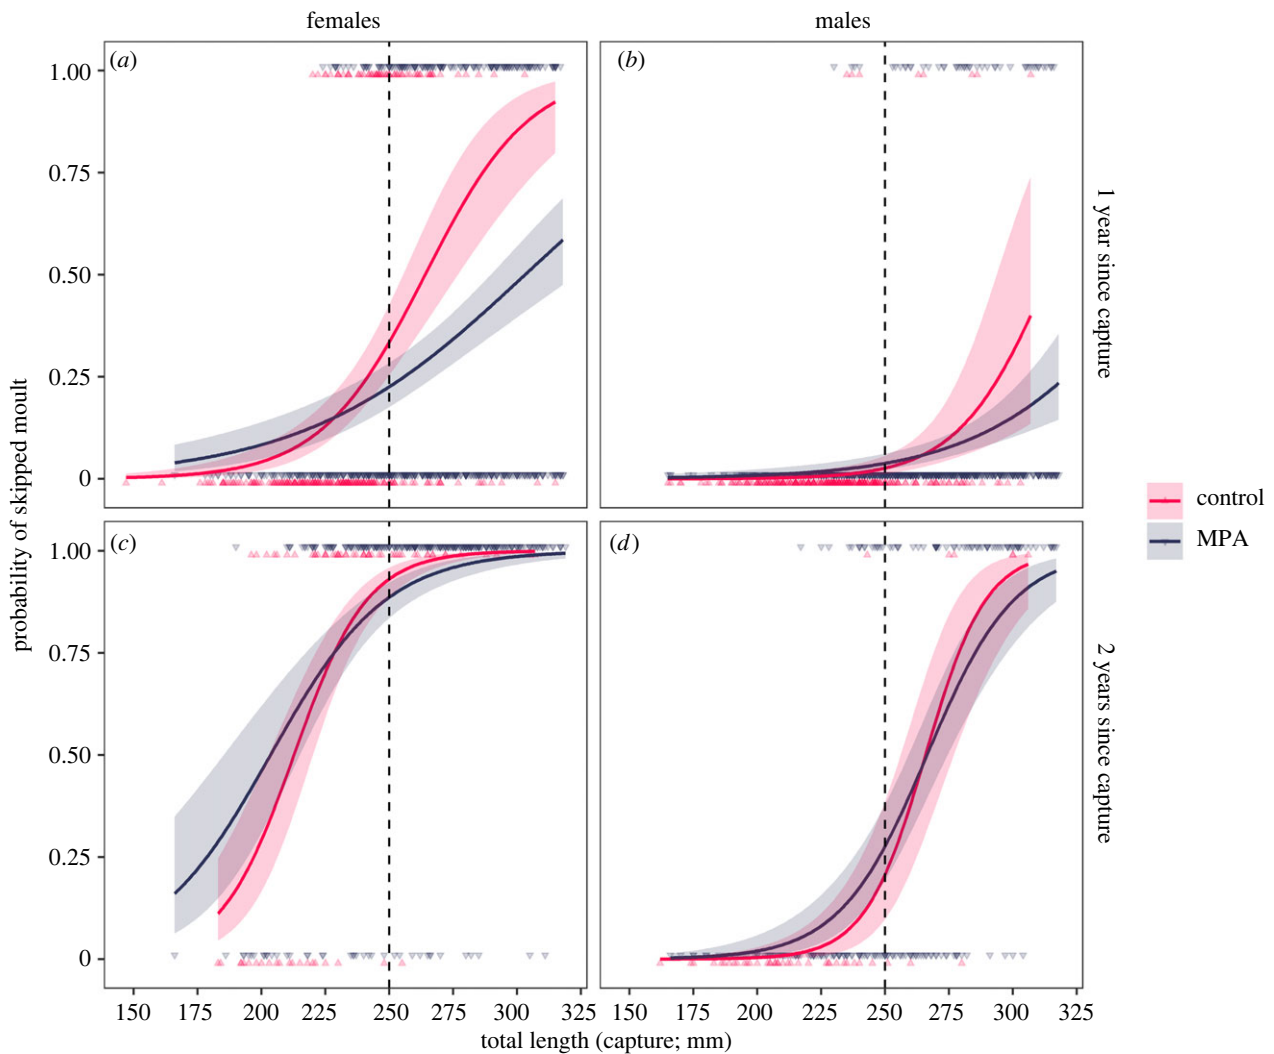 females
males
(a)
(b)
1.00
0.75
0.50
0.25
0
1 year since capture
control
MPA
probability of skipped moult
(c)
(d)
1.00
0.75
0.50
0.25
0
2 years since capture
150 175 200 225 250 275 300 325
150 175 200 225 250 275 300 325
total length (capture; mm)